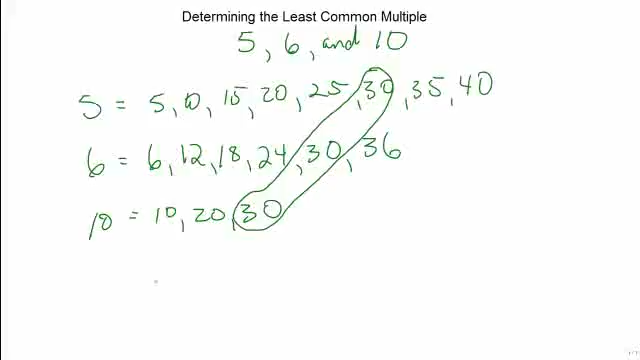 Determining the Least Common Multiple
5, 6, and 10
5 = 5, 10, 15, 20, 25, 30, 35, 40
6 = 6, 12, 18, 24, 30, 36
10 = 10, 20, 30